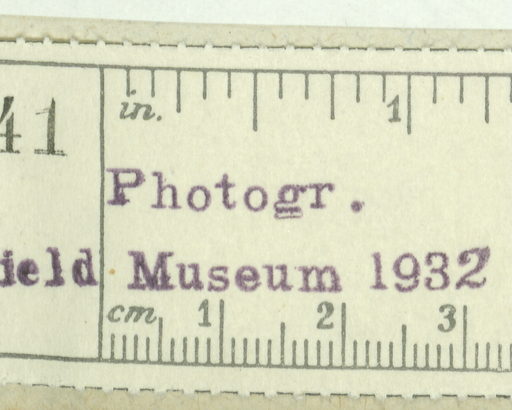 41
in. 1
Photogr.
ield Museum 1932
cm 1 2 3